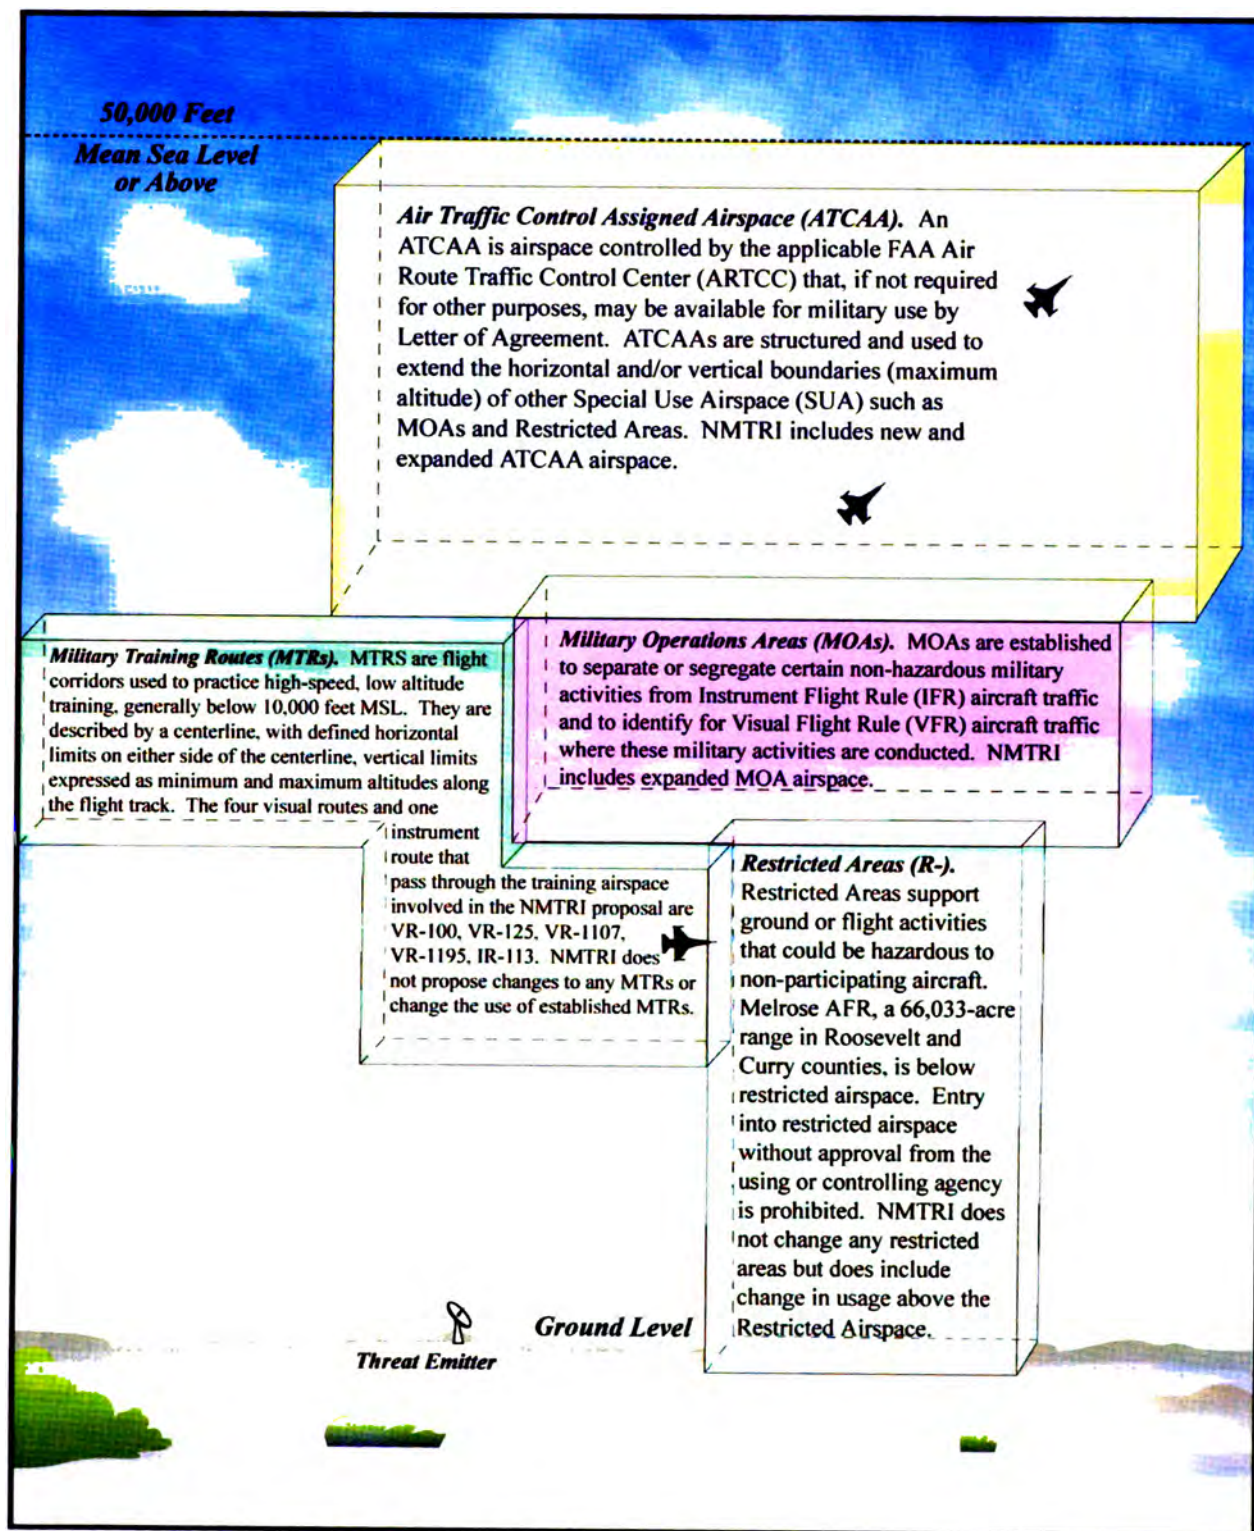 50,000 Feet
Mean Sea Level
or Above
Air Traffic Control Assigned Airspace (ATCAA). An
ATCAA is airspace controlled by the applicable FAA Air
Route Traffic Control Center (ARTCC) that, if not required
for other purposes, may be available for military use by
Letter of Agreement. ATCAAs are structured and used to
extend the horizontal and/or vertical boundaries (maximum
altitude) of other Special Use Airspace (SUA) such as
MOAs and Restricted Areas. NMTRI includes new and
expanded ATCAA airspace.
Military Training Routes (MTRs). MTRS are flight
corridors used to practice high-speed, low altitude
training, generally below 10,000 feet MSL. They are
described by a centerline, with defined horizontal
limits on either side of the centerline, vertical limits
expressed as minimum and maximum altitudes along
the flight track. The four visual routes and one
instrument
route that
pass through the training airspace
involved in the NMTRI proposal are
VR-100, VR-125, VR-1107,
VR-1195, IR-113. NMTRI does
not propose changes to any MTRs or
change the use of established MTRs.
Military Operations Areas (MOAs). MOAs are established
to separate or segregate certain non-hazardous military
activities from Instrument Flight Rule (IFR) aircraft traffic
and to identify for Visual Flight Rule (VFR) aircraft traffic
where these military activities are conducted. NMTRI
includes expanded MOA airspace.
Restricted Areas (R-).
Restricted Areas support
ground or flight activities
that could be hazardous to
non-participating aircraft.
Melrose AFR, a 66,033-acre
range in Roosevelt and
Curry counties, is below
restricted airspace. Entry
into restricted airspace
without approval from the
using or controlling agency
is prohibited. NMTRI does
not change any restricted
areas but does include
change in usage above the
Restricted Airspace.
Ground Level
Threat Emitter